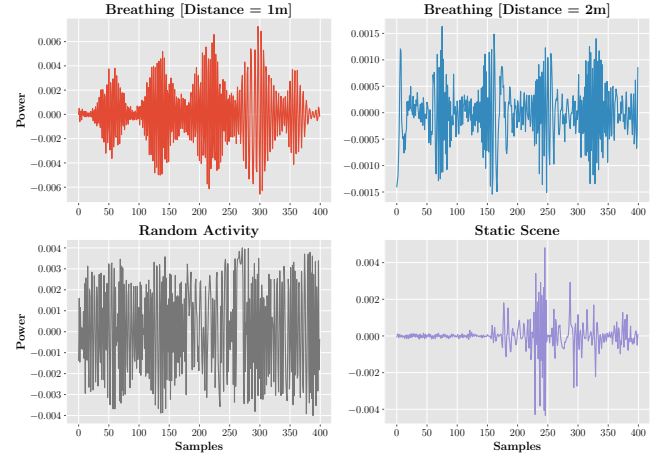 Breathing [Distance = 1m]
Power
0.006
0.004
0.002
0.000
−0.002
−0.004
−0.006
0 50 100 150 200 250 300 350 400
Breathing [Distance = 2m]
0.0015
0.0010
0.0005
0.0000
−0.0005
−0.0010
−0.0015
0 50 100 150 200 250 300 350 400
Random Activity
Power
0.004
0.003
0.002
0.001
0.000
−0.001
−0.002
−0.003
−0.004
0 50 100 150 200 250 300 350 400
Samples
Static Scene
0.004
0.002
0.000
−0.002
−0.004
0 50 100 150 200 250 300 350 400
Samples